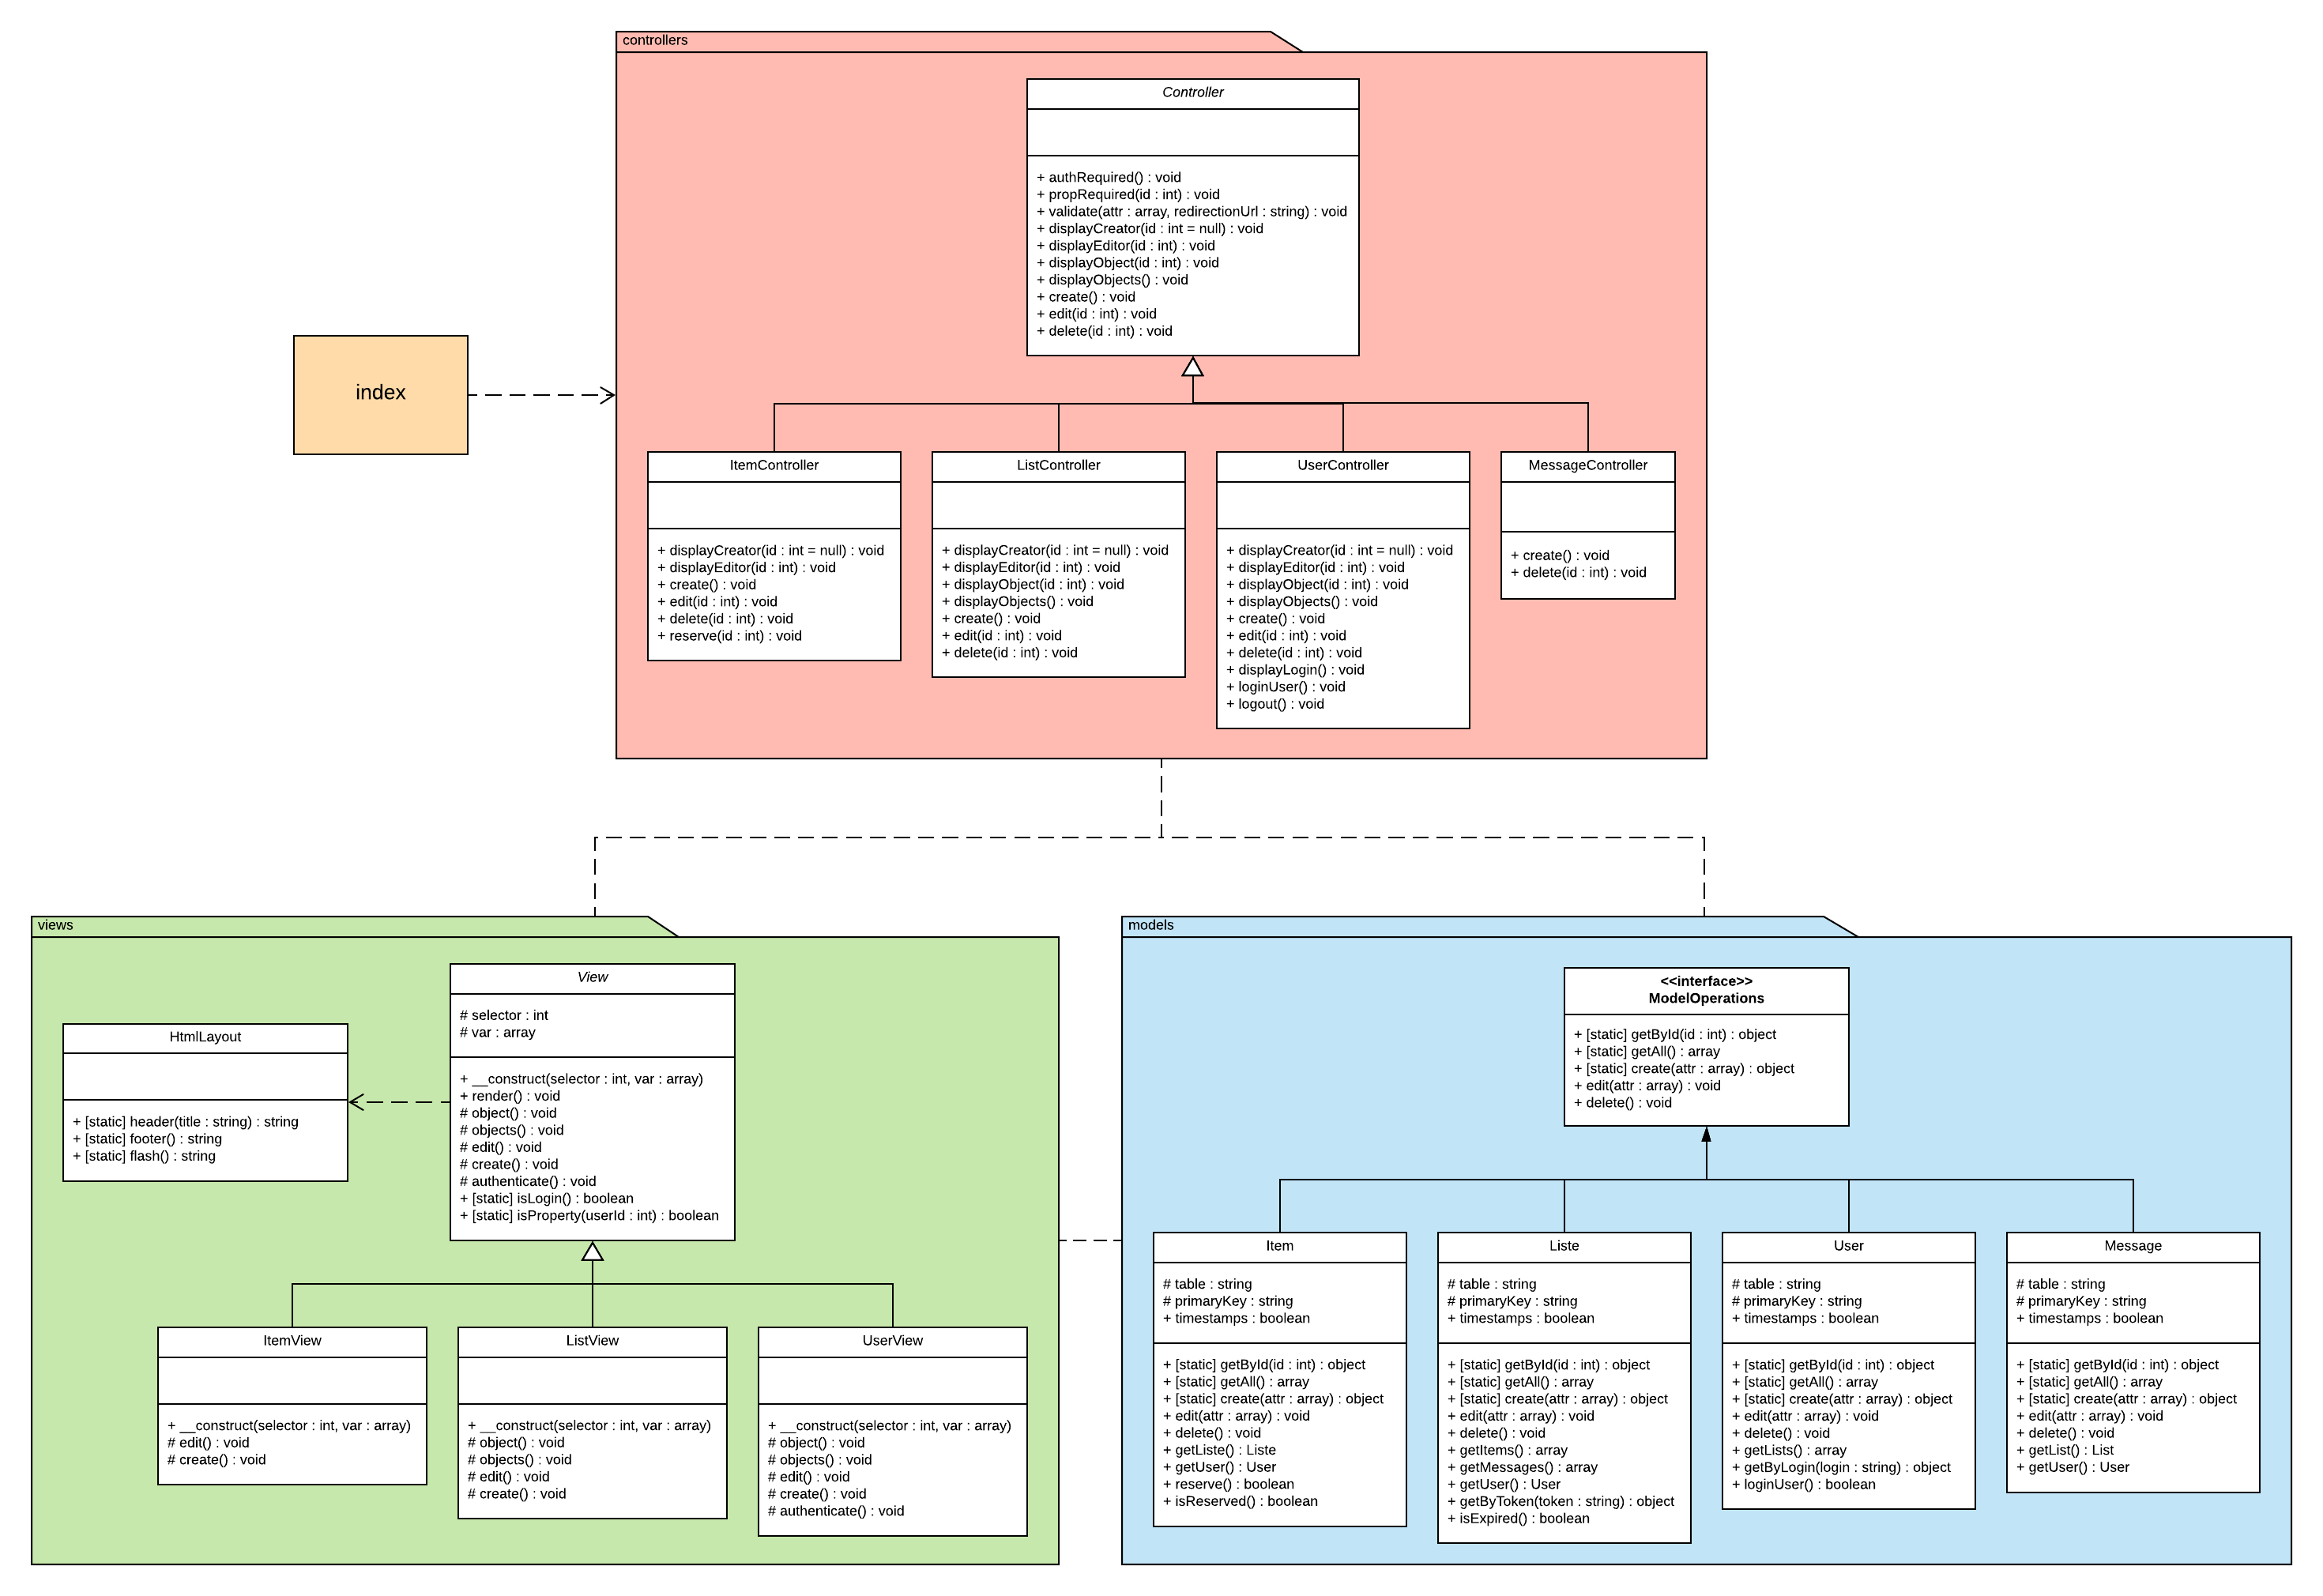 controllers
Controller
+ authRequired() : void
+ propRequired(id : int) : void
+ validate(attr : array, redirectionUrl : string) : void
+ displayCreator(id : int = null) : void
+ displayEditor(id : int) : void
+ displayObject(id : int) : void
+ displayObjects() : void
+ create() : void
+ edit(id : int) : void
+ delete(id : int) : void
index
ItemController
+ displayCreator(id : int = null) : void
+ displayEditor(id : int) : void
+ create() : void
+ edit(id : int) : void
+ delete(id : int) : void
+ reserve(id : int) : void
ListController
+ displayCreator(id : int = null) : void
+ displayEditor(id : int) : void
+ displayObject(id : int) : void
+ displayObjects() : void
+ create() : void
+ edit(id : int) : void
+ delete(id : int) : void
UserController
+ displayCreator(id : int = null) : void
+ displayEditor(id : int) : void
+ displayObject(id : int) : void
+ displayObjects() : void
+ create() : void
+ edit(id : int) : void
+ delete(id : int) : void
+ displayLogin() : void
+ loginUser() : void
+ logout() : void
MessageController
+ create() : void
+ delete(id : int) : void
views
View
# selector : int
# var : array
+ __construct(selector : int, var : array)
+ render() : void
# object() : void
# objects() : void
# edit() : void
# create() : void
# authenticate() : void
+ [static] isLogin() : boolean
+ [static] isProperty(userId : int) : boolean
HtmlLayout
+ [static] header(title : string) : string
+ [static] footer() : string
+ [static] flash() : string
ItemView
+ __construct(selector : int, var : array)
# edit() : void
# create() : void
ListView
+ __construct(selector : int, var : array)
# object() : void
# objects() : void
# edit() : void
# create() : void
UserView
+ __construct(selector : int, var : array)
# object() : void
# objects() : void
# edit() : void
# create() : void
# authenticate() : void
models
<<interface>>
ModelOperations
+ [static] getById(id : int) : object
+ [static] getAll() : array
+ [static] create(attr : array) : object
+ edit(attr : array) : void
+ delete() : void
Item
# table : string
# primaryKey : string
+ timestamps : boolean
+ [static] getById(id : int) : object
+ [static] getAll() : array
+ [static] create(attr : array) : object
+ edit(attr : array) : void
+ delete() : void
+ getListe() : Liste
+ getUser() : User
+ reserve() : boolean
+ isReserved() : boolean
Liste
# table : string
# primaryKey : string
+ timestamps : boolean
+ [static] getById(id : int) : object
+ [static] getAll() : array
+ [static] create(attr : array) : object
+ edit(attr : array) : void
+ delete() : void
+ getItems() : array
+ getMessages() : array
+ getUser() : User
+ getByToken(token : string) : object
+ isExpired() : boolean
User
# table : string
# primaryKey : string
+ timestamps : boolean
+ [static] getById(id : int) : object
+ [static] getAll() : array
+ [static] create(attr : array) : object
+ edit(attr : array) : void
+ delete() : void
+ getLists() : array
+ getByLogin(login : string) : object
+ loginUser() : boolean
Message
# table : string
# primaryKey : string
+ timestamps : boolean
+ [static] getById(id : int) : object
+ [static] getAll() : array
+ [static] create(attr : array) : object
+ edit(attr : array) : void
+ delete() : void
+ getList() : List
+ getUser() : User